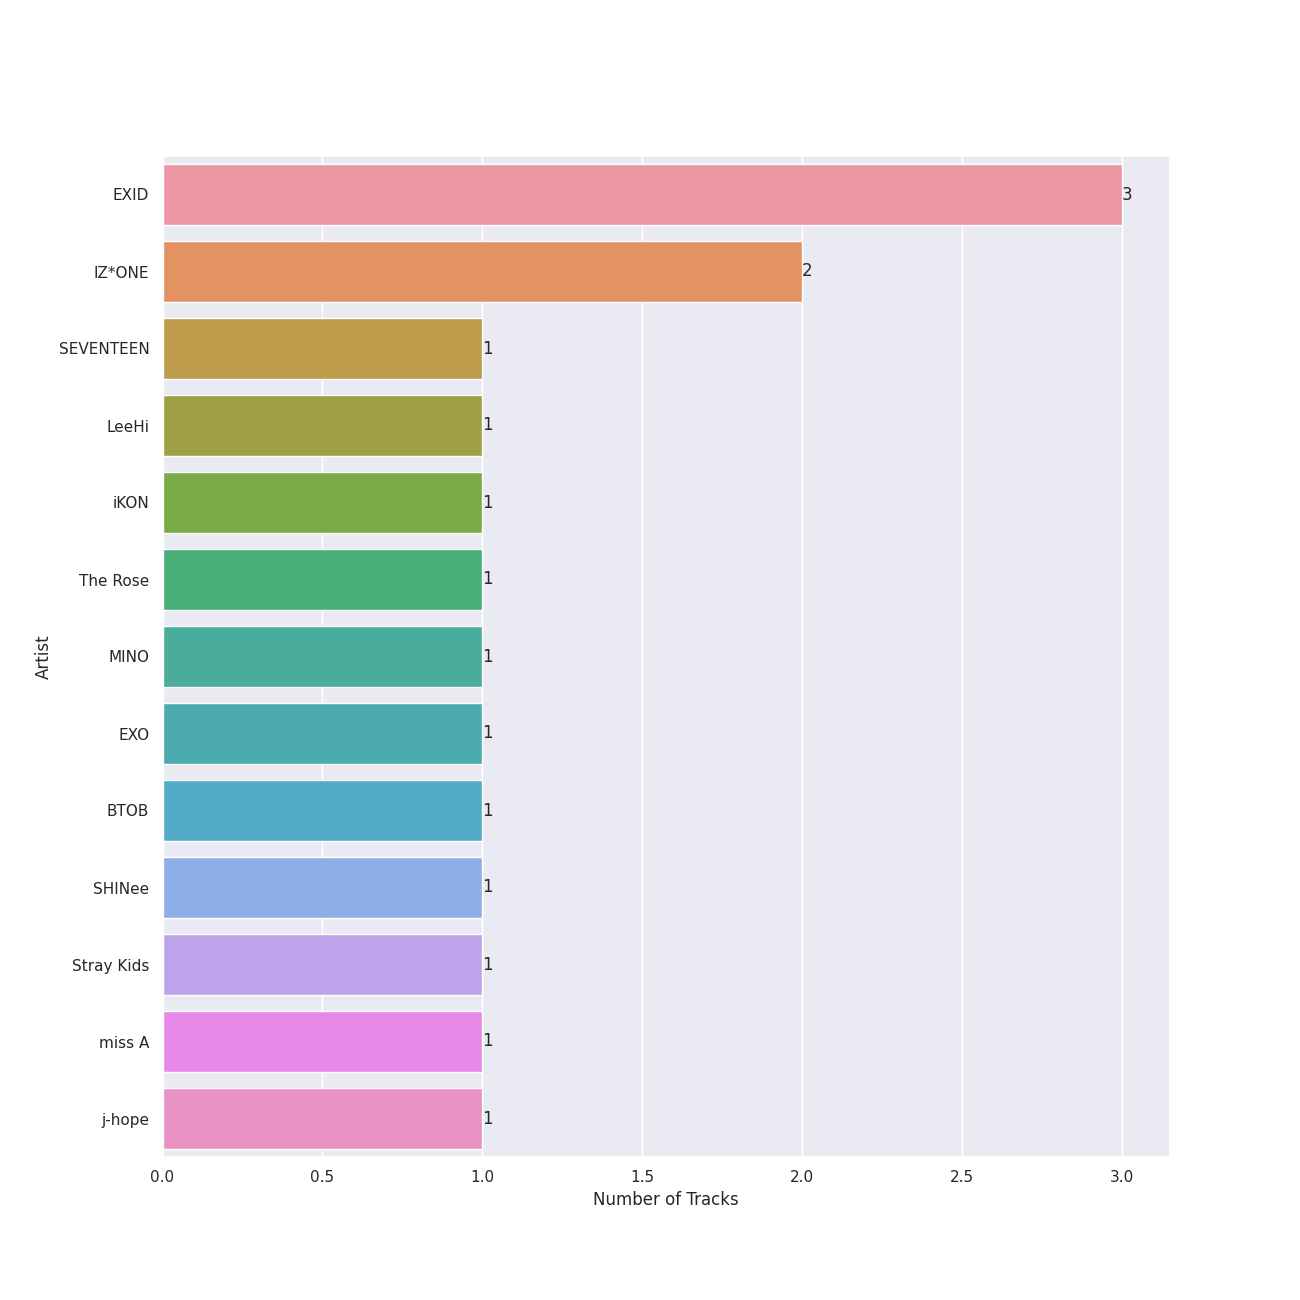 EXID 3
IZ*ONE 2
SEVENTEEN 1
LeeHi 1
iKON 1
The Rose 1
MINO 1
Artist
EXO 1
BTOB 1
SHINee 1
Stray Kids 1
miss A 1
j-hope 1
0.0 0.5 1.0 1.5 2.0 2.5 3.0
Number of Tracks